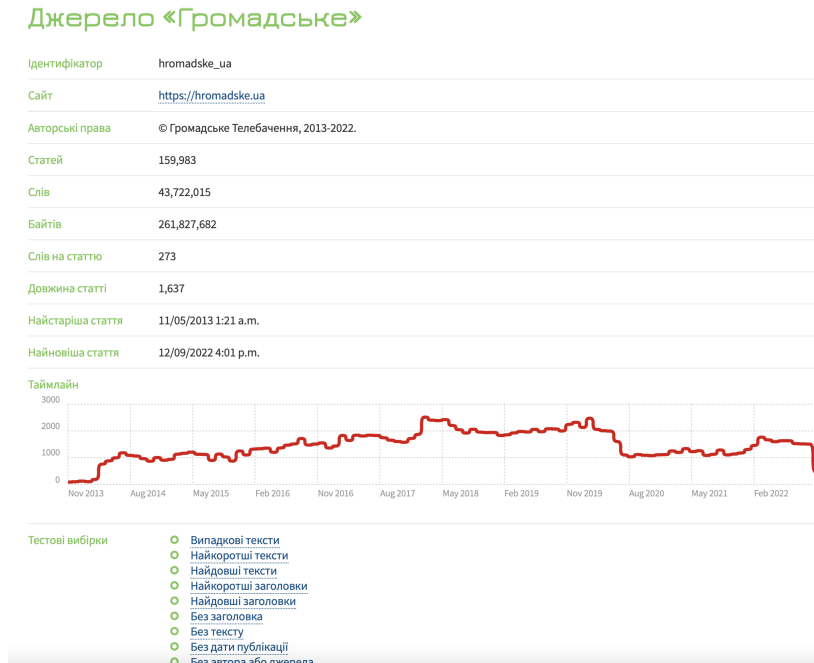 Джерело «Громадське»
Ідентифікатор hromadske_ua
Сайт https://hromadske.ua
Авторські права © Громадське Телебачення, 2013-2022.
Статей 159,983
Слів 43,722,015
Байтів 261,827,682
Слів на статтю 273
Довжина статті 1,637
Найстаріша стаття 11/05/2013 1:21 a.m.
Найновіша стаття 12/09/2022 4:01 p.m.
Таймлайн
3000
2000
1000
0
Nov 2013 Aug 2014 May 2015 Feb 2016 Nov 2016 Aug 2017 May 2018 Feb 2019 Nov 2019 Aug 2020 May 2021 Feb 2022
Тестові вибірки Випадкові тексти
Найкоротші тексти
Найдовші тексти
Найкоротші заголовки
Найдовші заголовки
Без заголовка
Без тексту
Без дати публікації
Без автора або джерела